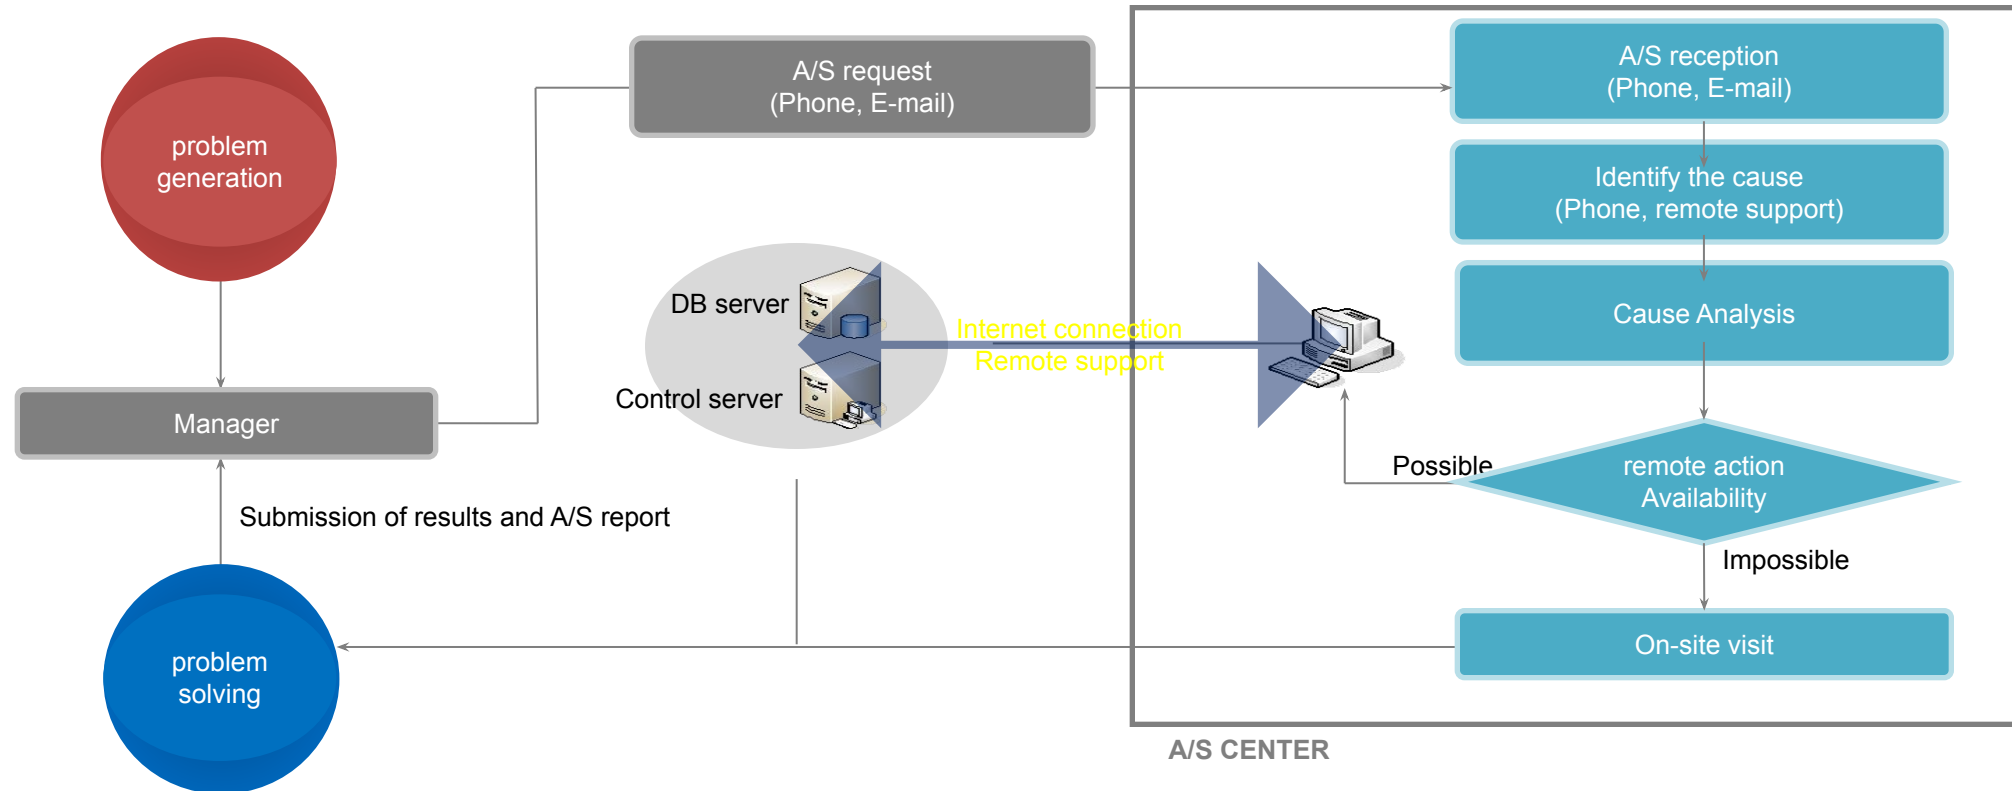 problem
generation
A/S request
(Phone, E-mail)
A/S reception
(Phone, E-mail)
Identify the cause
(Phone, remote support)
DB server
Control server
Internet connection
Remote support
Cause Analysis
Manager
Possible
remote action
Availability
Submission of results and A/S report
Impossible
problem
solving
On-site visit
A/S CENTER